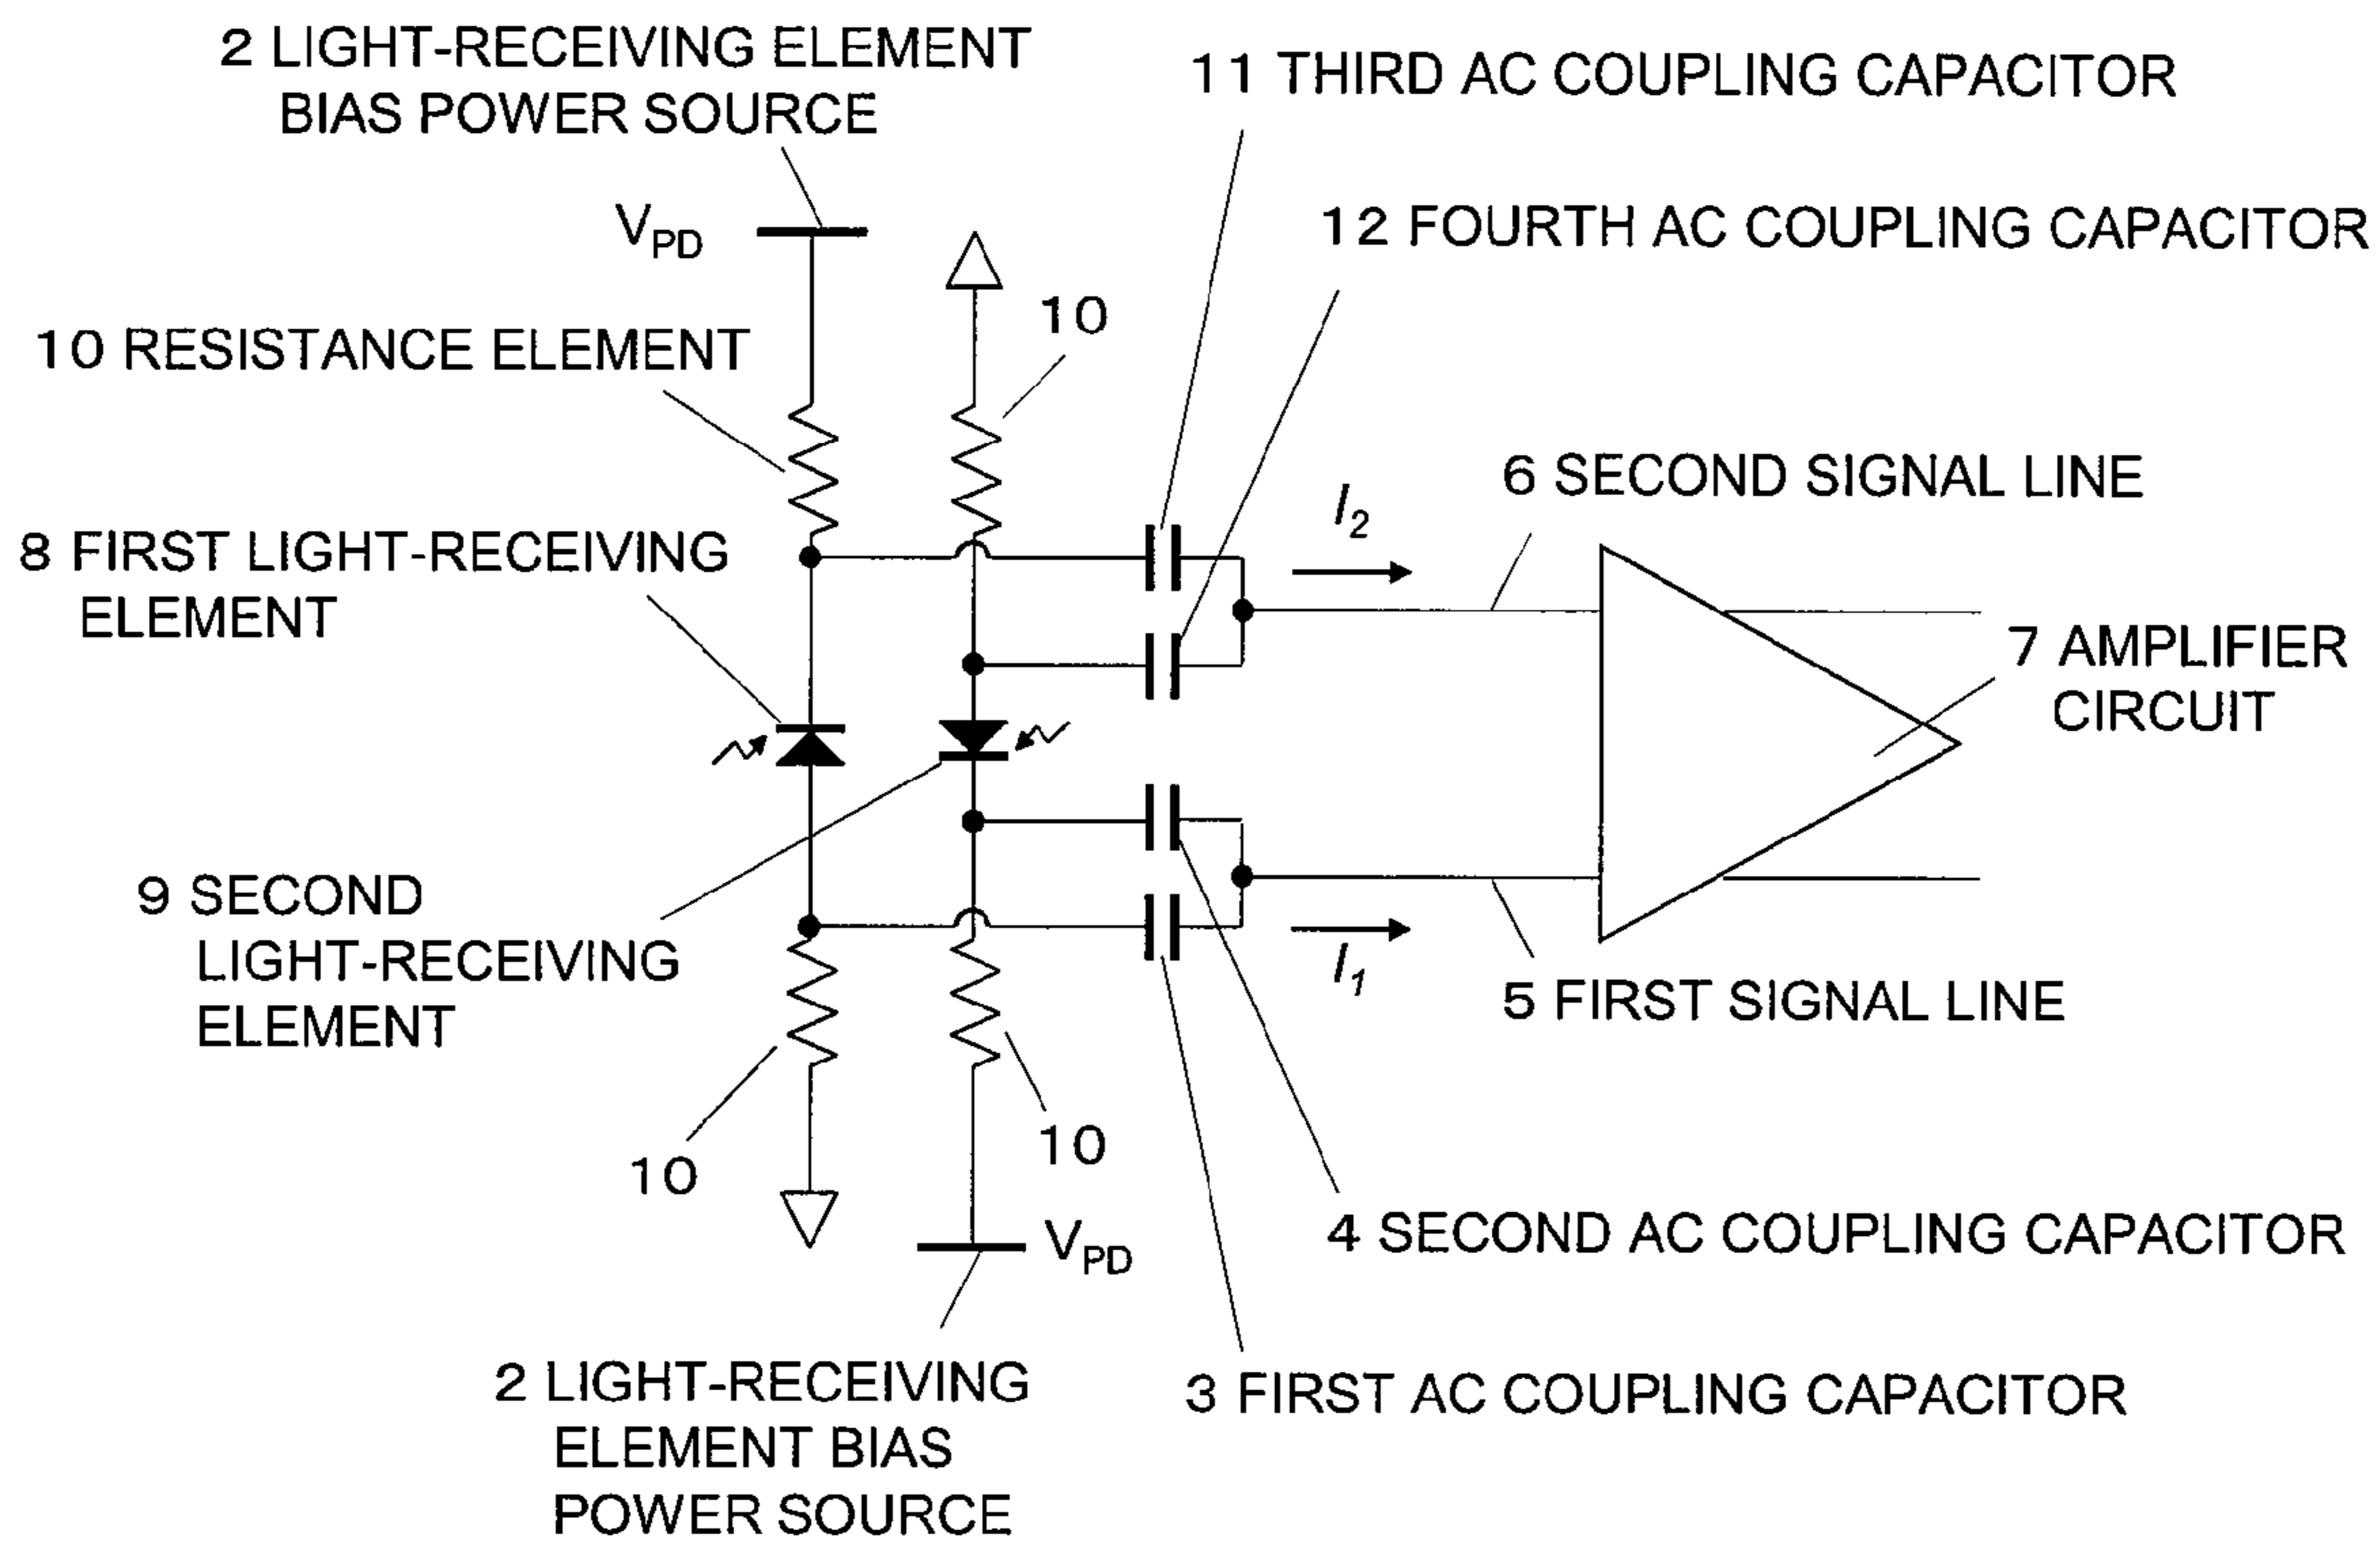 2 LIGHT-RECEIVING ELEMENT
BIAS POWER SOURCE
11 THIRD AC COUPLING CAPACITOR
VPD
12 FOURTH AC COUPLING CAPACITOR
10
10 RESISTANCE ELEMENT
6 SECOND SIGNAL LINE
I2
8 FIRST LIGHT-RECEIVING
ELEMENT
7 AMPLIFIER
CIRCUIT
9 SECOND
LIGHT-RECEIVING
ELEMENT
I1
5 FIRST SIGNAL LINE
10
10
4 SECOND AC COUPLING CAPACITOR
VPD
2 LIGHT-RECEIVING
ELEMENT BIAS
POWER SOURCE
3 FIRST AC COUPLING CAPACITOR